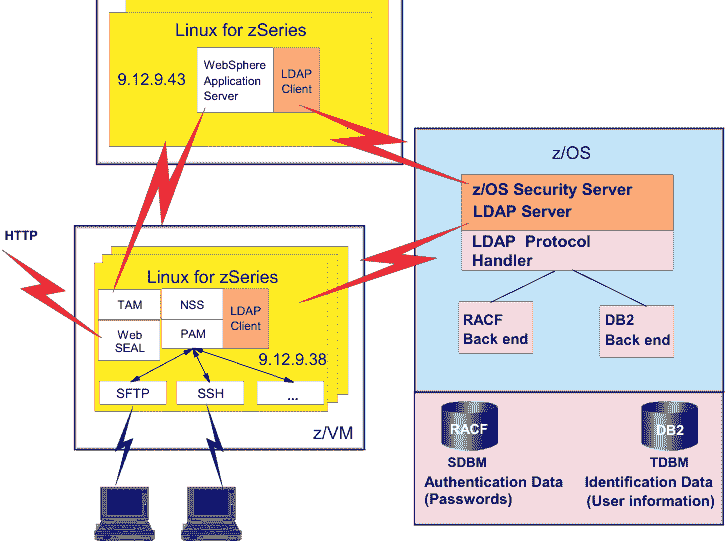 Linux for zSeries
9.12.9.43
WebSphere
Application
Server
LDAP
Client
z/OS
z/OS Security Server
LDAP Server
LDAP Protocol
Handler
RACF
Back end
DB2
Back end
HTTP
Linux for zSeries
TAM
NSS
LDAP
Client
Web
SEAL
PAM
9.12.9.38
SFTP
SSH
...
z/VM
RACF
SDBM
Authentication Data
(Passwords)
DB2
TDBM
Identification Data
(User information)